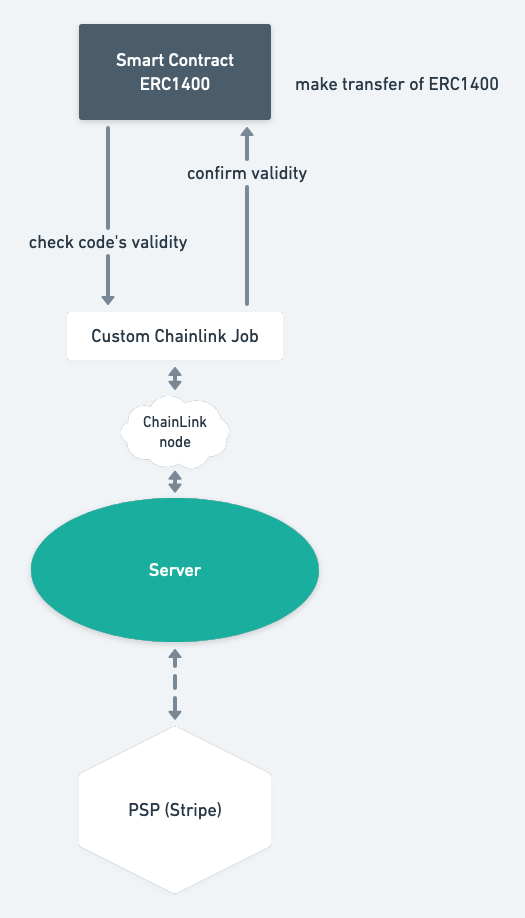 Smart Contract
ERC1400
make transfer of ERC1400
confirm validity
check code's validity
Custom Chainlink Job
ChainLink
node
Server
PSP (Stripe)